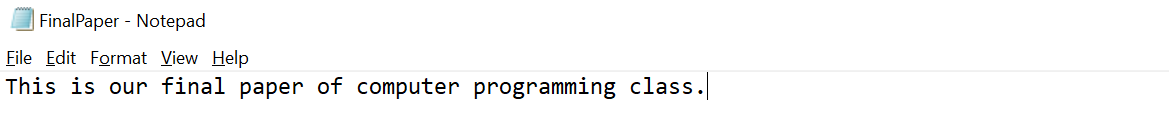 FinalPaper - Notepad
File Edit Format View Help
This is our final paper of computer programming class.